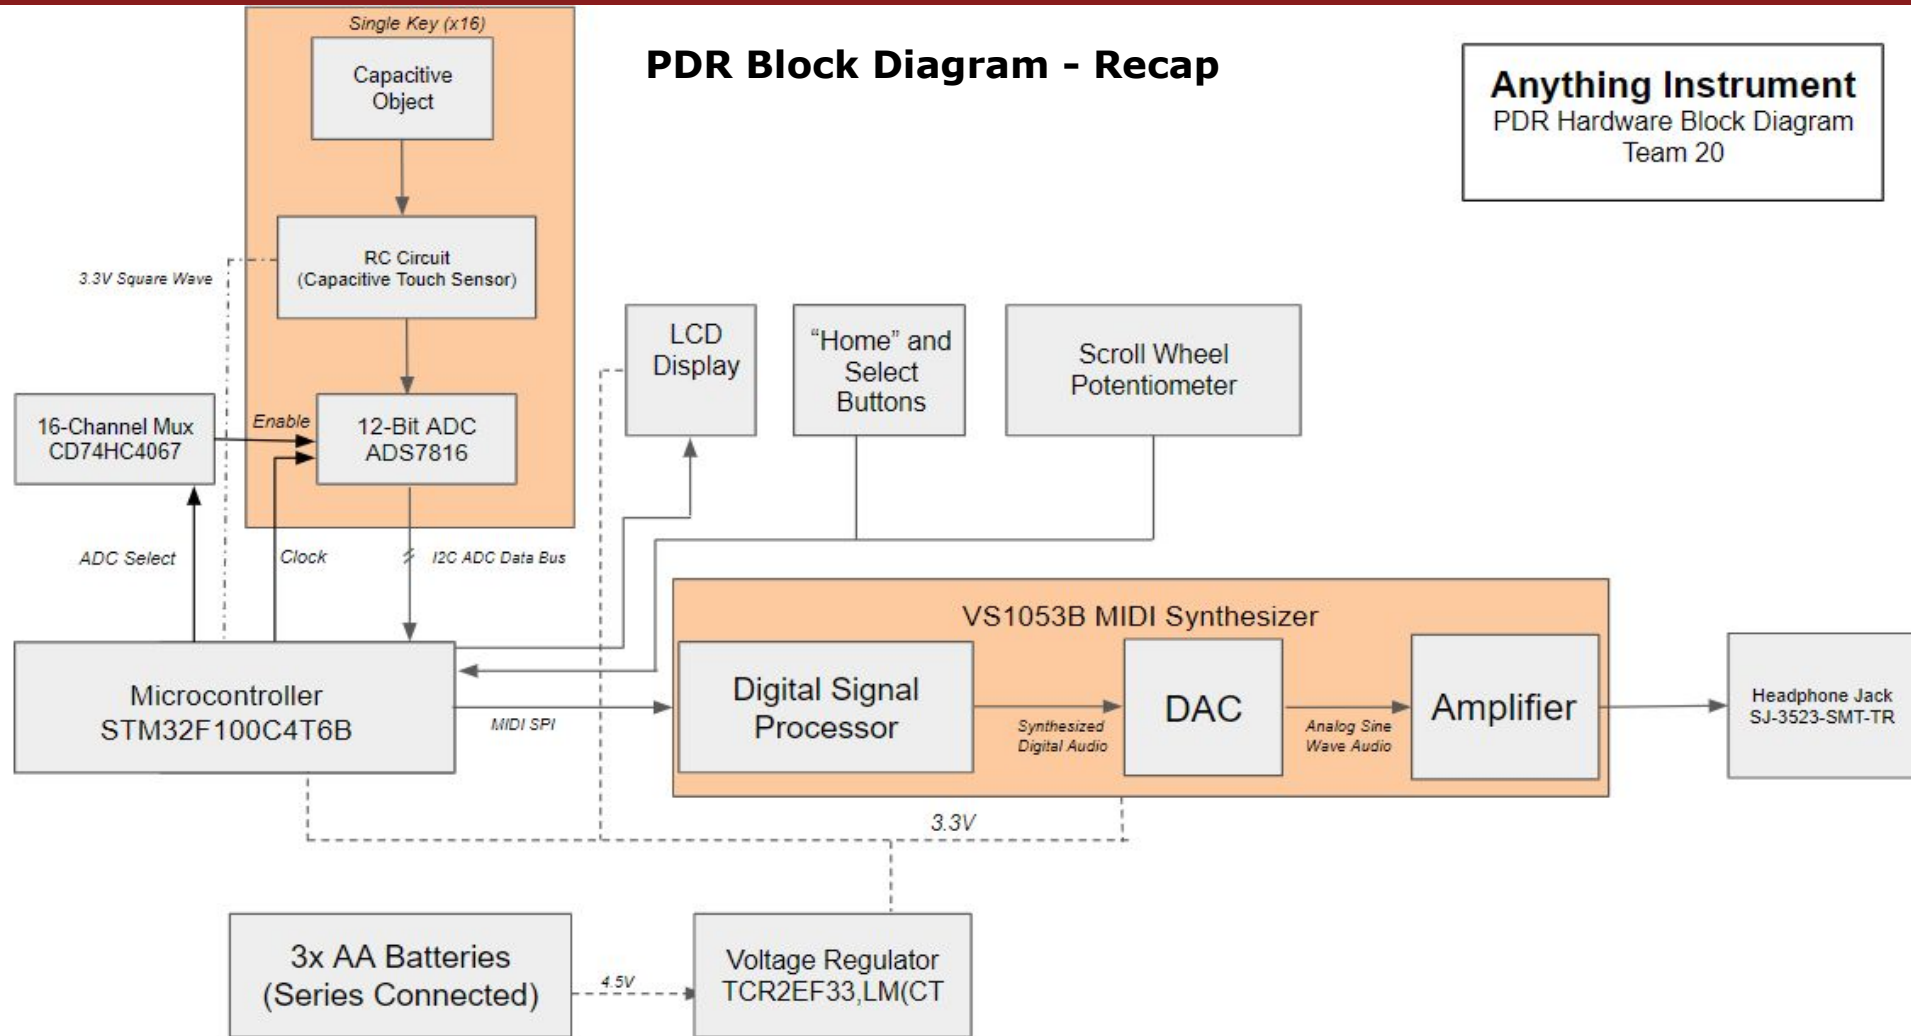 Single Key (x16)
PDR Block Diagram - Recap
Anything Instrument
PDR Hardware Block Diagram
Team 20
Capacitive
Object
RC Circuit
(Capacitive Touch Sensor)
3.3V Square Wave
LCD
Display
“Home” and
Select
Buttons
Scroll Wheel
Potentiometer
16-Channel Mux
CD74HC4067
Enable
12-Bit ADC
ADS7816
ADC Select
Clock
I2C ADC Data Bus
VS1053B MIDI Synthesizer
Microcontroller
STM32F100C4T6B
MIDI SPI
Digital Signal
Processor
Synthesized
Digital Audio
DAC
Analog Sine
Wave Audio
Amplifier
Headphone Jack
SJ-3523-SMT-TR
3.3V
3x AA Batteries
(Series Connected)
4.5V
Voltage Regulator
TCR2EF33,LM(CT